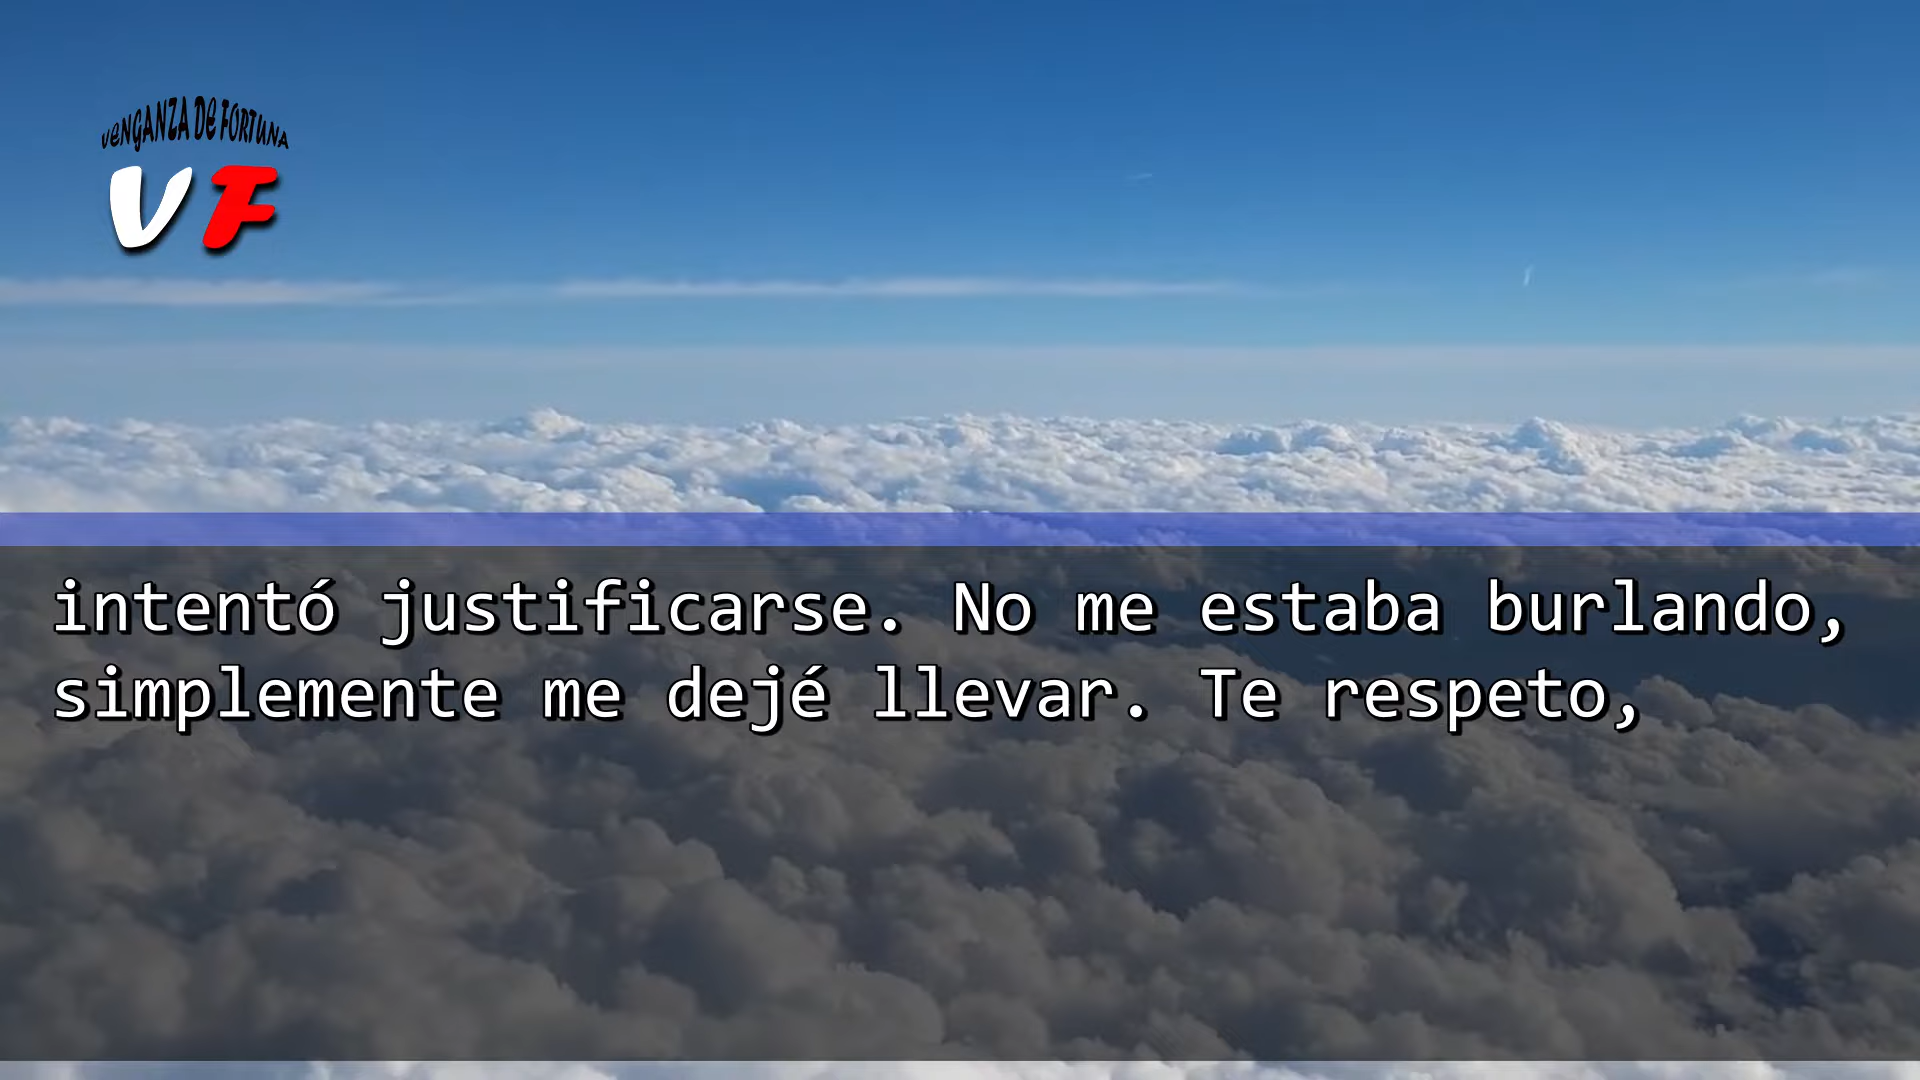 VENGANZA DE FORTUNA
VF
intentó justificarse. No me estaba burlando,
simplemente me dejé llevar. Te respeto,